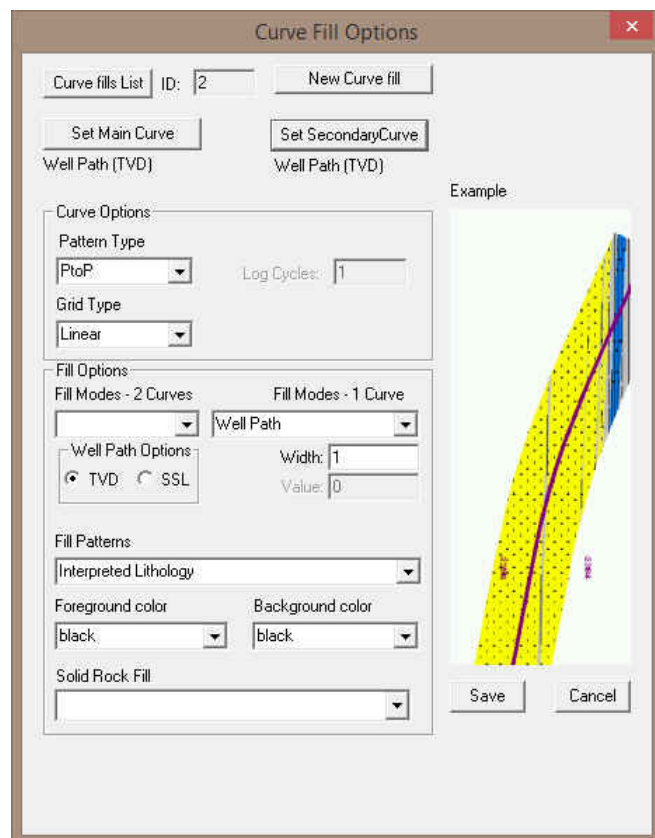 Curve Fill Options
Curve fills List ID: 2 New Curve fill
Set Main Curve Set SecondaryCurve
Well Path (TVD) Well Path (TVD)
Example
Curve Options
Pattern Type
PtoP Log Cycles: 1
Grid Type
Linear
Fill Options
Fill Modes - 2 Curves Fill Modes - 1 Curve
Well Path
Well Path Options Width: 1
TVD SSL Value: 0
Fill Patterns
Interpreted Lithology
Foreground color Background color
black black
Solid Rock Fill
Save Cancel